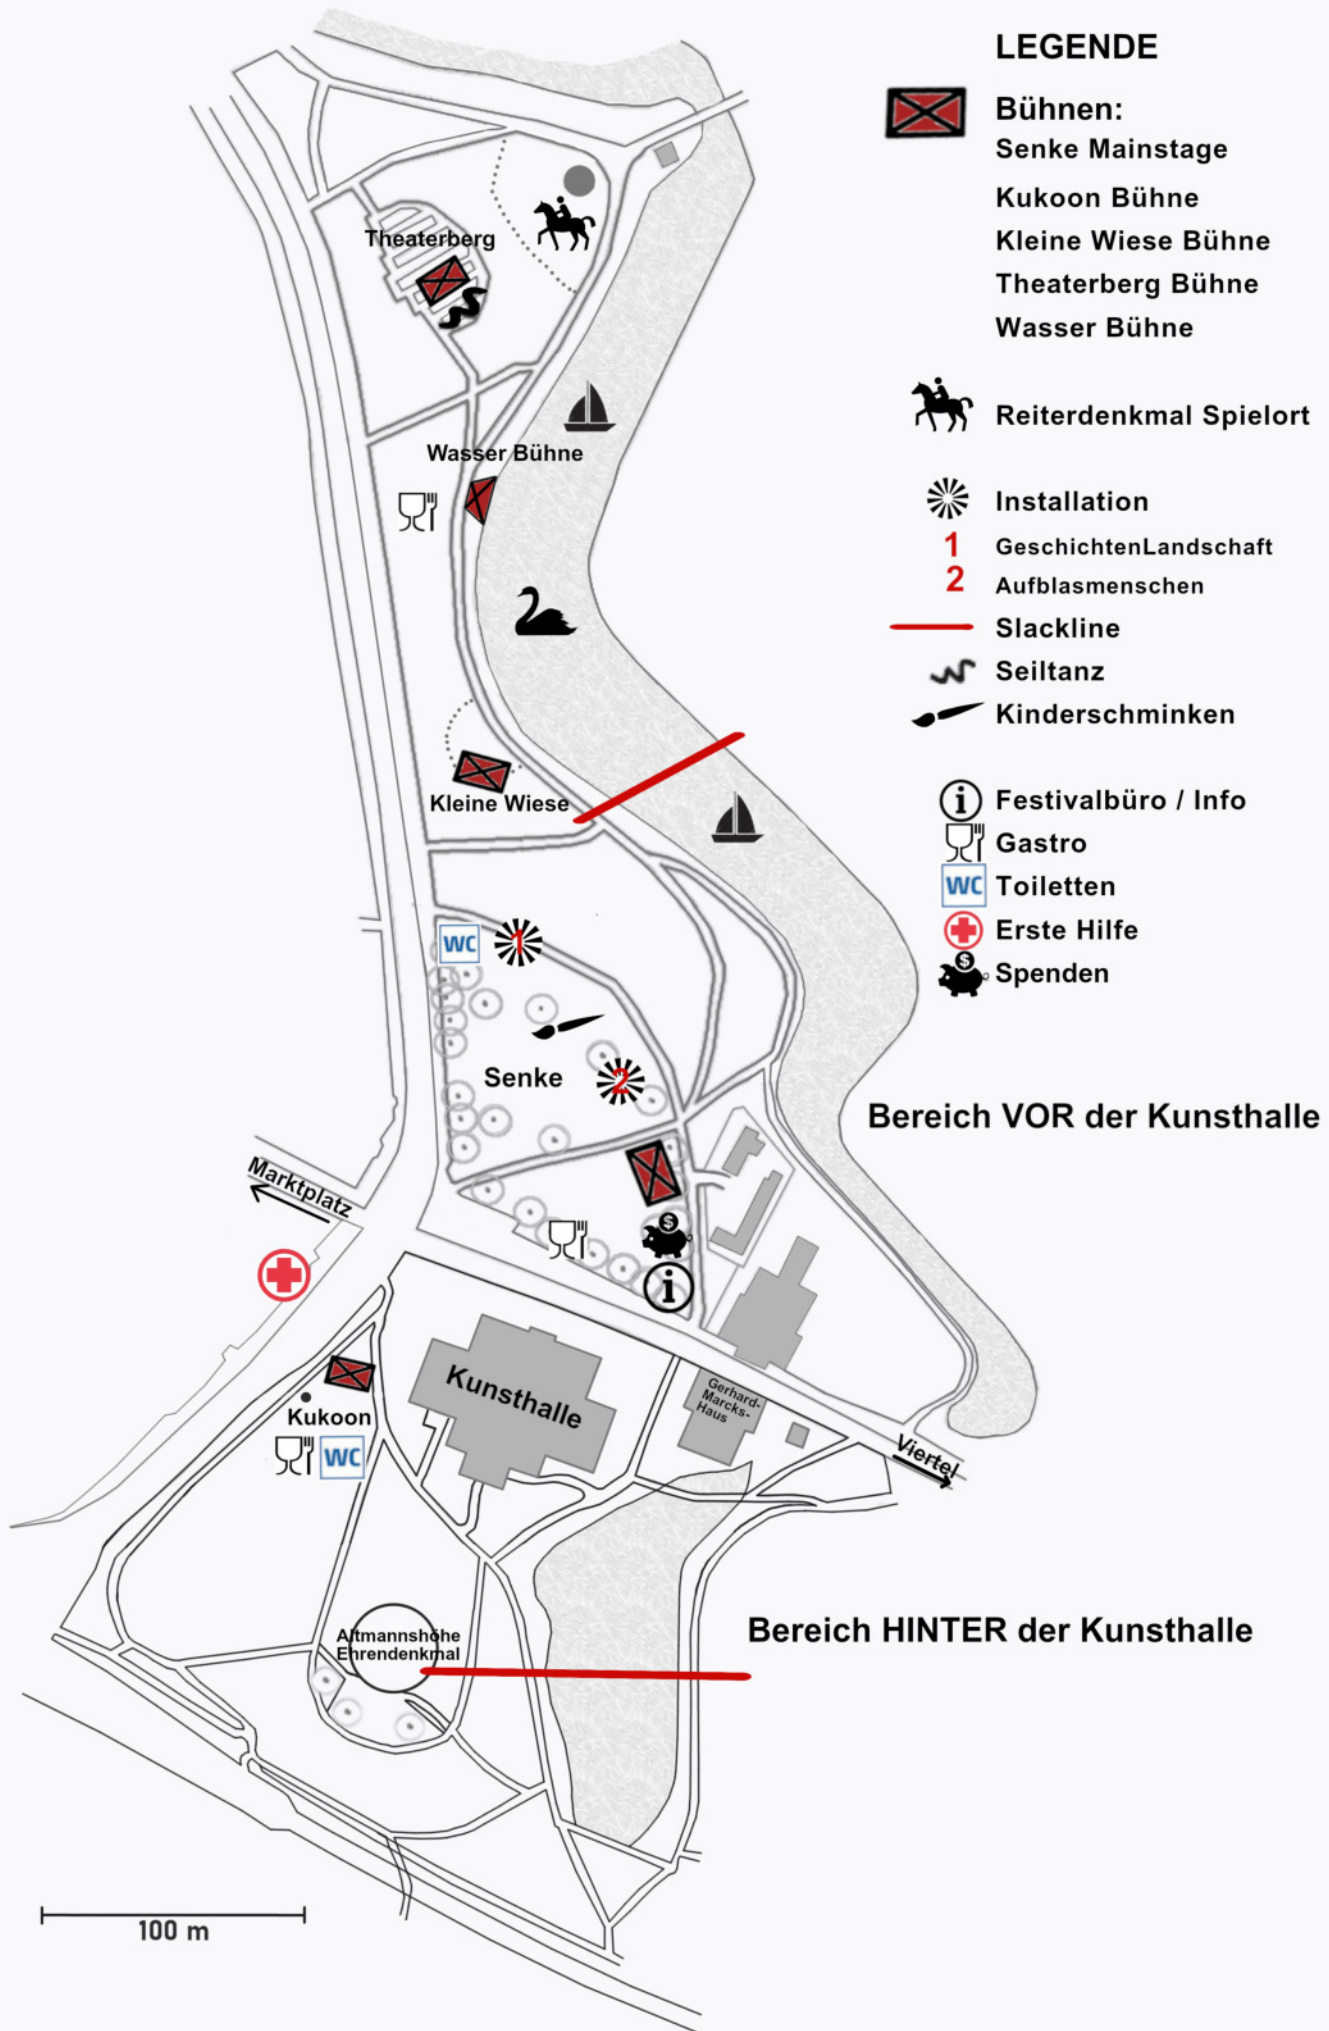 LEGENDE
Bühnen:
Senke Mainstage
Kukoon Bühne
Kleine Wiese Bühne
Theaterberg Bühne
Wasser Bühne
Reiterdenkmal Spielort
Installation
1 GeschichtenLandschaft
2 Aufblasmenschen
Slackline
Seiltanz
Kinderschminken
i Festivalbüro / Info
Gastro
WC Toiletten
Erste Hilfe
$ Spenden
Theaterberg
Wasser Bühne
Kleine Wiese
WC
1
Senke
2
Bereich VOR der Kunsthalle
Marktplatz
$
i
Kunsthalle
Gerhard-
Marcks-
Haus
Kukoon
WC
Viertel
Altmannshöhe
Ehrendenkmal
Bereich HINTER der Kunsthalle
100 m